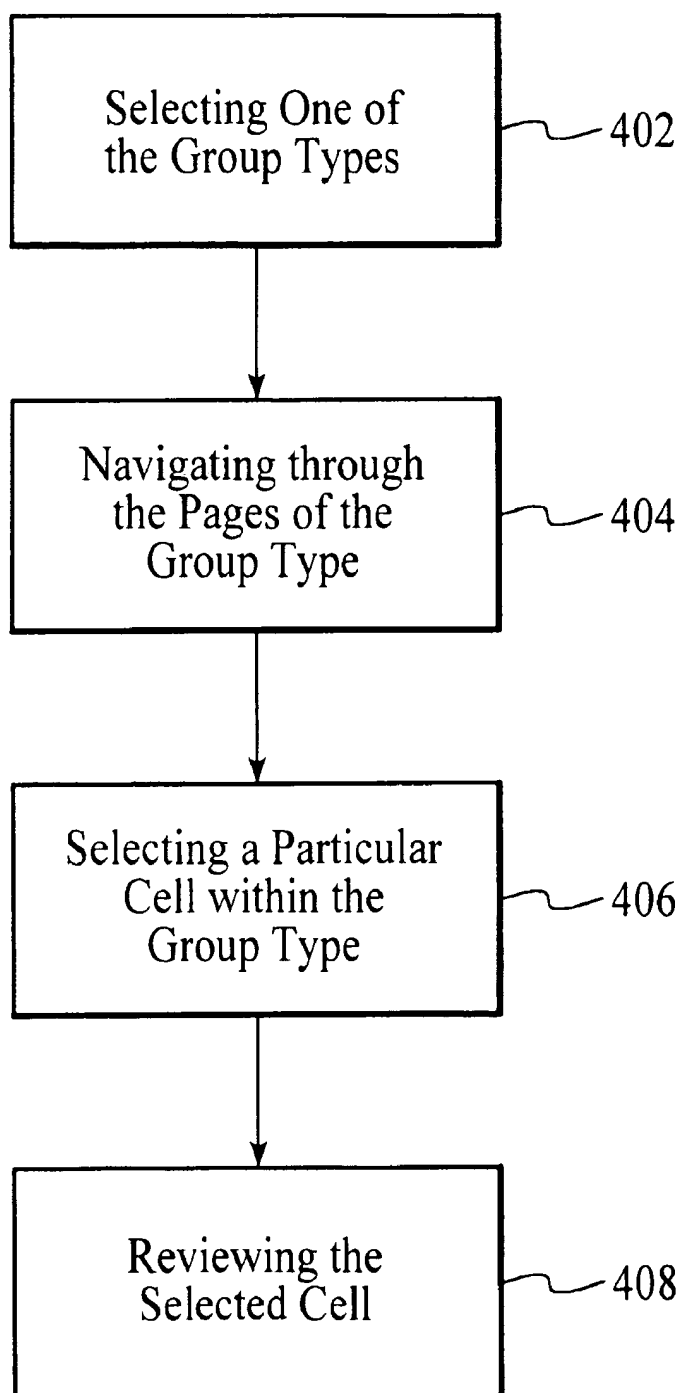 Selecting One of
the Group Types
402
Navigating through
the Pages of the
Group Type
404
Selecting a Particular
Cell within the
Group Type
406
Reviewing the
Selected Cell
408